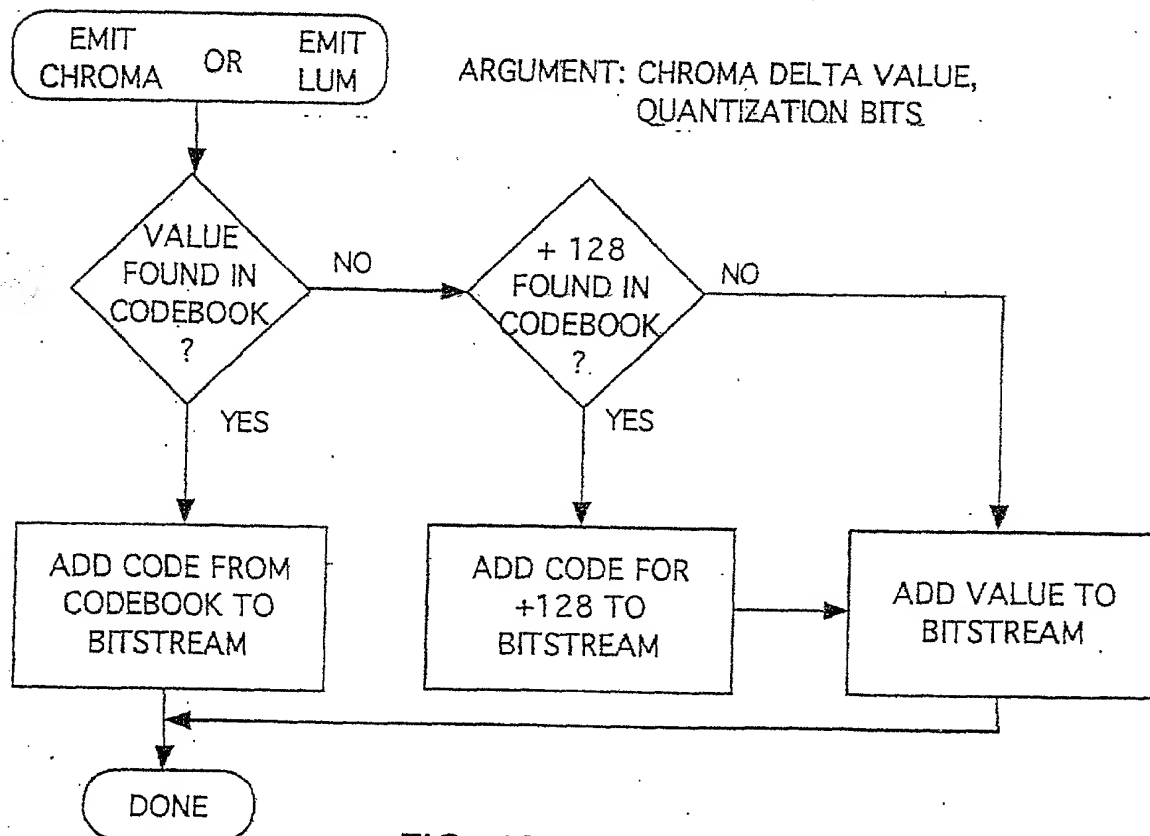 EMIT CHROMA OR EMIT LUM
ARGUMENT: CHROMA DELTA VALUE,
QUANTIZATION BITS
VALUE
FOUND IN
CODEBOOK
?
NO
+ 128
FOUND IN
CODEBOOK
?
NO
YES
YES
ADD CODE FROM
CODEBOOK TO
BITSTREAM
ADD CODE FOR
+128 TO
BITSTREAM
ADD VALUE TO
BITSTREAM
DONE